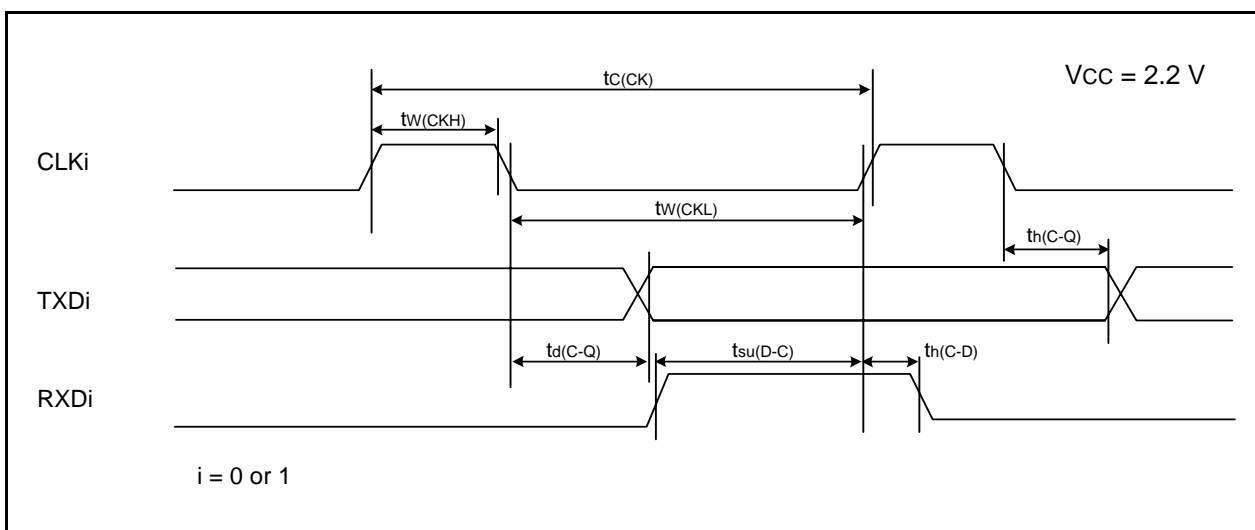 tC(CK)
VCC = 2.2 V
tW(CKH)
CLKi
tW(CKL)
th(C-Q)
TXDi
td(C-Q)
tsu(D-C)
th(C-D)
RXDi
i = 0 or 1